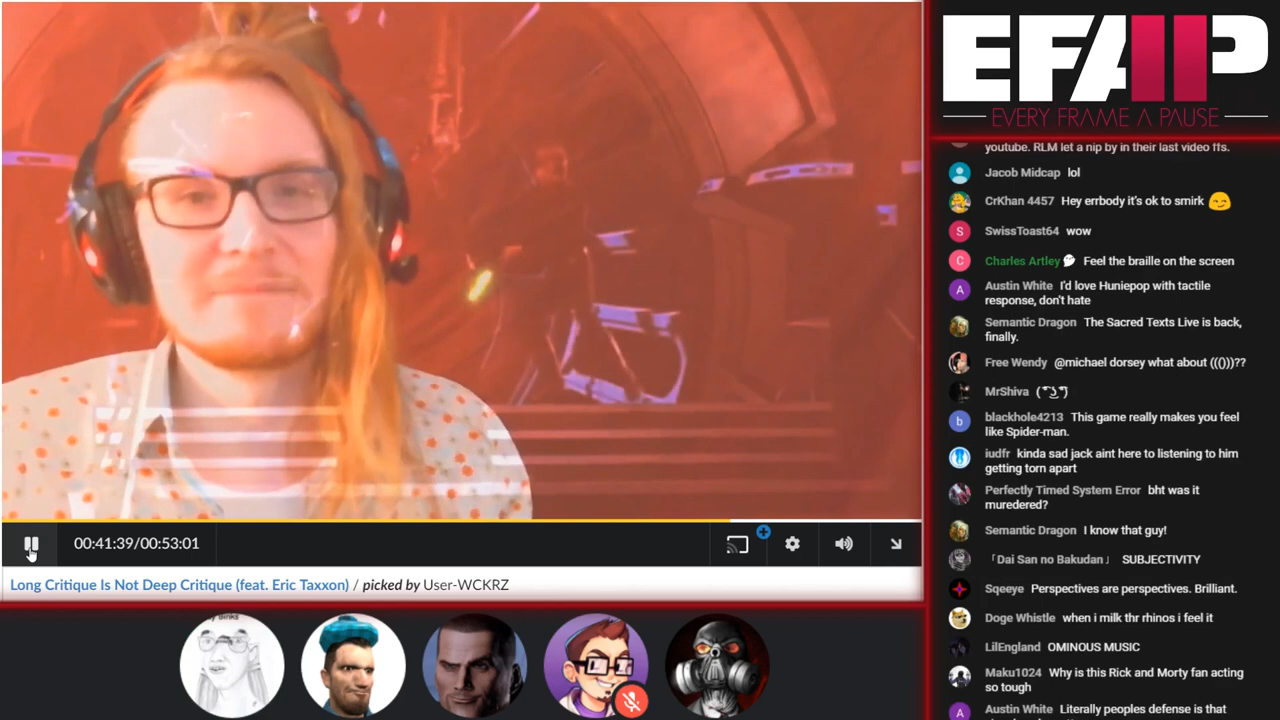 EFAP
EVERY FRAME A PAUSE
youtube. RLM let a nip by in their last video ffs.
Jacob Midcap lol
CrKhan 4457 Hey errbody it's ok to smirk 😏
S SwissToast64 wow
C Charles Artley Feel the braille on the screen
A Austin White I'd love Huniepop with tactile
response, don't hate
Semantic Dragon The Sacred Texts Live is back,
finally.
Free Wendy @michael dorsey what about ((()))??
MrShiva ( ͡° ͜ʖ ͡°)
b blackhole4213 This game really makes you feel
like Spider-man.
iudfr kinda sad jack aint here to listening to him
getting torn apart
Perfectly Timed System Error bht was it
muredered?
Semantic Dragon I know that guy!
「Dai San no Bakudan」 SUBJECTIVITY
Sqeeye Perspectives are perspectives. Brilliant.
Doge Whistle when i milk thr rhinos i feel it
LilEngland OMINOUS MUSIC
Maku1024 Why is this Rick and Morty fan acting
so tough
A Austin White Literally peoples defense is that
00:41:39/00:53:01
Long Critique Is Not Deep Critique (feat. Eric Taxxon) / picked by User-WCKRZ